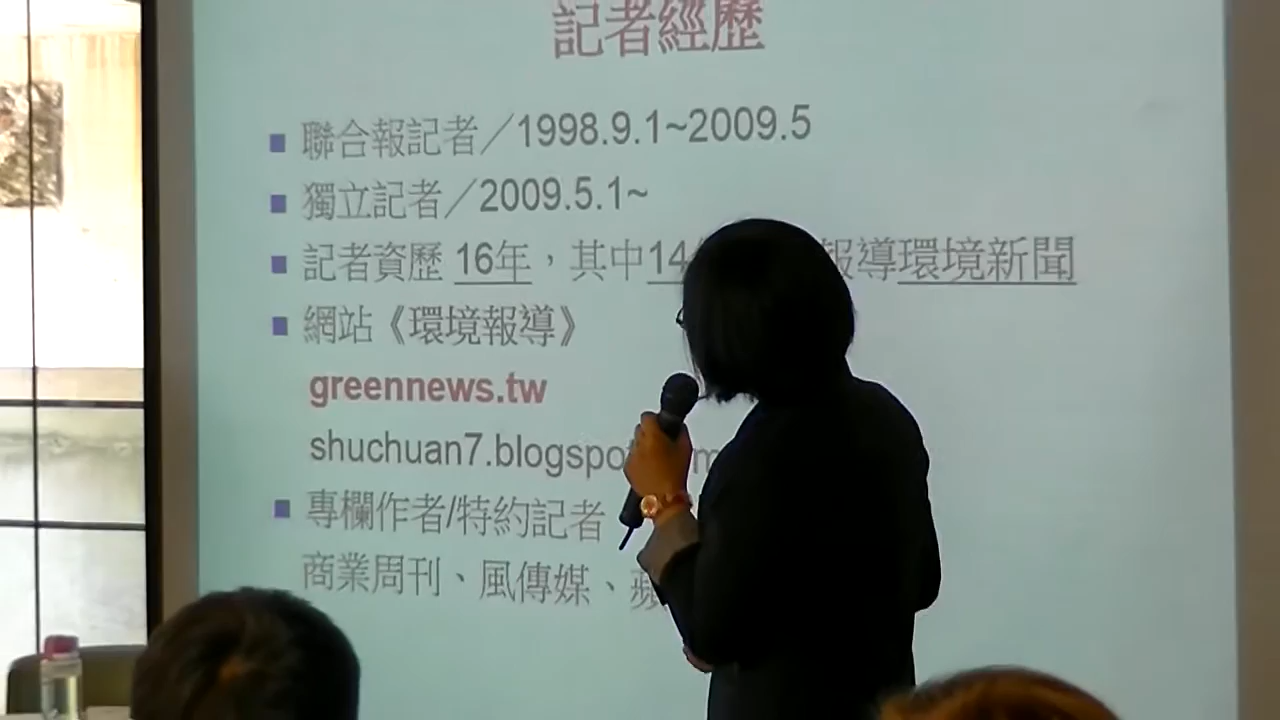 記者經歷
■ 聯合報記者／1998.9.1~2009.5
■ 獨立記者／2009.5.1~
■ 記者資歷 16年，其中14 報導環境新聞
■ 網站《環境報導》
greennews.tw
shuchuan7.blogspo m
■ 專欄作者/特約記者
商業周刊、風傳媒、蘋